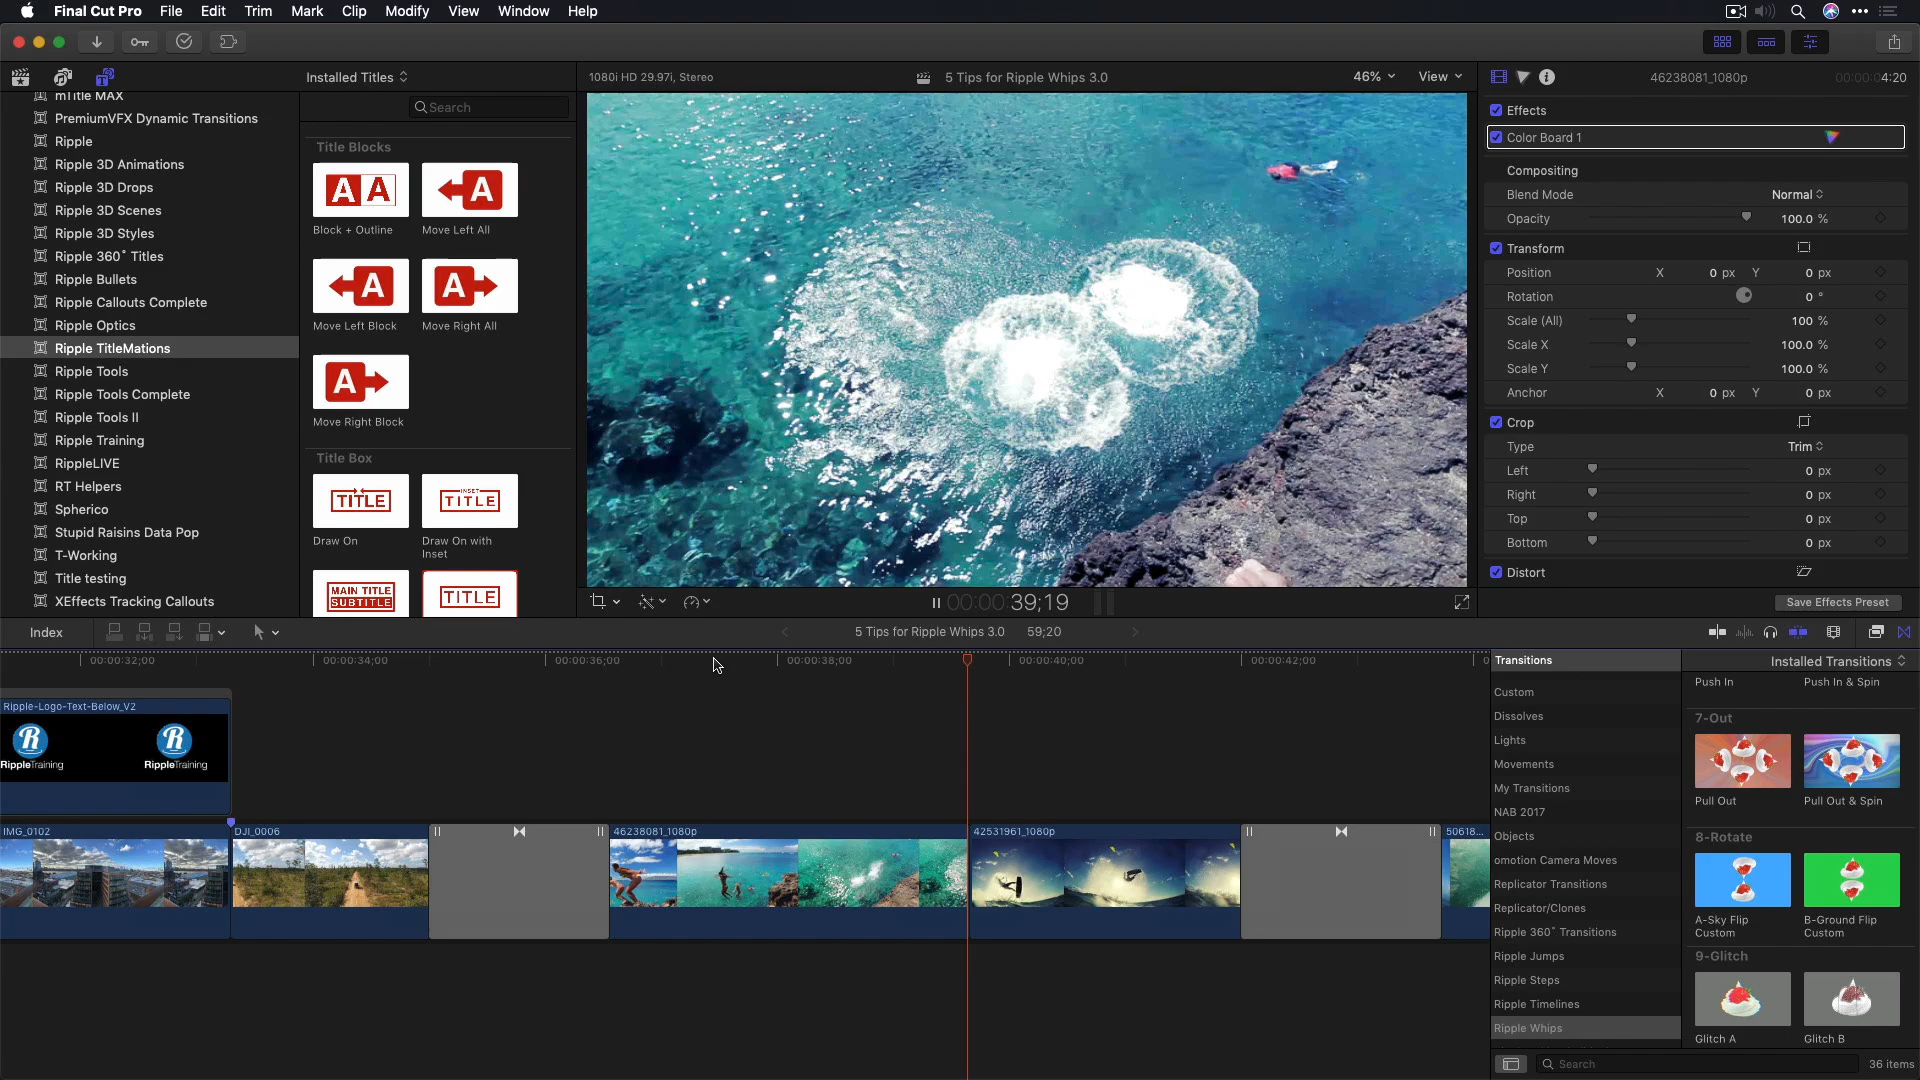 Final Cut Pro File Edit Trim Mark Clip Modify View Window Help
Installed Titles
1080i HD 29.97i, Stereo
5 Tips for Ripple Whips 3.0
46%
View
46238081_1080p
00:00:04:20
mTitle MAX
PremiumVFX Dynamic Transitions
Ripple
Ripple 3D Animations
Ripple 3D Drops
Ripple 3D Scenes
Ripple 3D Styles
Ripple 360° Titles
Ripple Bullets
Ripple Callouts Complete
Ripple Optics
Ripple TitleMations
Ripple Tools
Ripple Tools Complete
Ripple Tools II
Ripple Training
RippleLIVE
RT Helpers
Spherico
Stupid Raisins Data Pop
T-Working
Title testing
XEffects Tracking Callouts
Search
Title Blocks
A A
A
Block + Outline
Move Left All
A
A
Move Left Block
Move Right All
A
Move Right Block
Title Box
TITLE
INSET
TITLE
Draw On
Draw On with
Inset
MAIN TITLE
SUBTITLE
TITLE
00:00:39;19
Effects
Color Board 1
Compositing
Blend Mode Normal
Opacity 100.0 %
Transform
Position X 0 px Y 0 px
Rotation 0 °
Scale (All) 100 %
Scale X 100.0 %
Scale Y 100.0 %
Anchor X 0 px Y 0 px
Crop
Type Trim
Left 0 px
Right 0 px
Top 0 px
Bottom 0 px
Distort
Save Effects Preset
Index
5 Tips for Ripple Whips 3.0 59;20
00:00:32;00 00:00:34;00 00:00:36;00 00:00:38;00 00:00:40;00 00:00:42;00
Ripple-Logo-Text-Below_V2
R
RippleTraining
R
RippleTraining
IMG_0102
DJI_0006
46238081_1080p
42531961_1080p
50618...
Transitions
Custom
Dissolves
Lights
Movements
My Transitions
NAB 2017
Objects
omotion Camera Moves
Replicator Transitions
Replicator/Clones
Ripple 360° Transitions
Ripple Jumps
Ripple Steps
Ripple Timelines
Ripple Whips
Installed Transitions
Push In
Push In & Spin
7-Out
Pull Out
Pull Out & Spin
8-Rotate
A-Sky Flip
Custom
B-Ground Flip
Custom
9-Glitch
Glitch A
Glitch B
Search
36 items